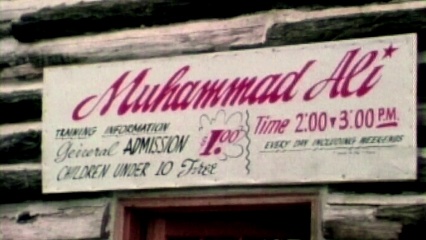 Muhammad Ali
TRAINING INFORMATION
General ADMISSION $1.00
CHILDREN UNDER 10 Free
Time 2:00 3:00 P.M.
EVERY DAY INCLUDING WEEKENDS